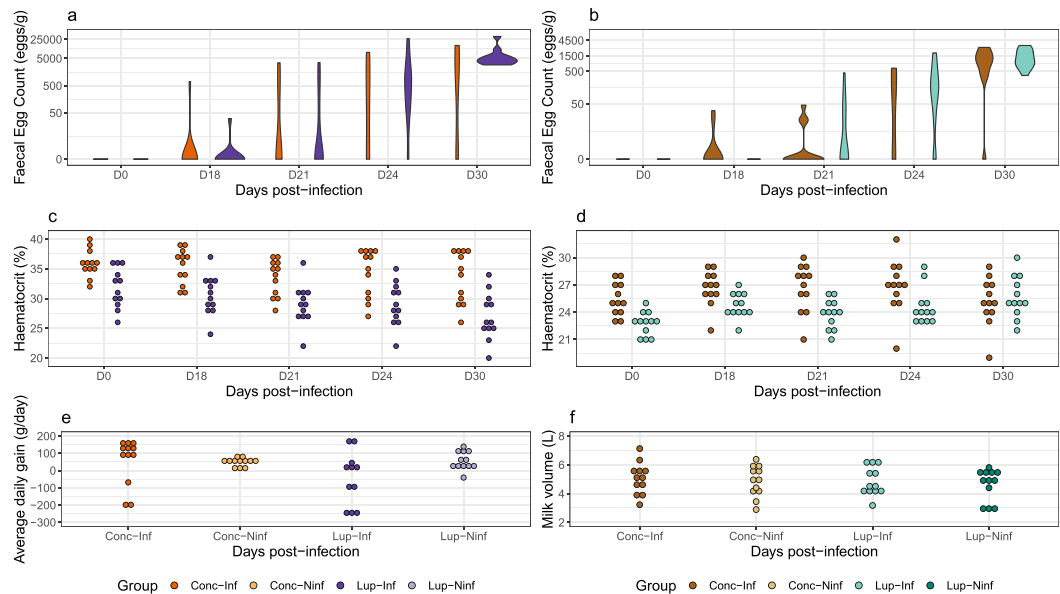 a
b
Faecal Egg Count (eggs/g)
25000
5000
500
50
0
D0
D18
D21
D24
D30
Days post−infection
Faecal Egg Count (eggs/g)
4500
1500
500
50
0
D0
D18
D21
D24
D30
Days post−infection
c
d
Haematocrit (%)
40
35
30
25
20
D0
D18
D21
D24
D30
Days post−infection
Haematocrit (%)
30
27
24
21
D0
D18
D21
D24
D30
Days post−infection
e
f
Average daily gain (g/day)
200
100
0
−100
−200
−300
Conc−Inf
Conc−Ninf
Lup−Inf
Lup−Ninf
Days post−infection
Milk volume (L)
8
6
4
2
Conc−Inf
Conc−Ninf
Lup−Inf
Lup−Ninf
Days post−infection
Group Conc−Inf Conc−Ninf Lup−Inf Lup−Ninf
Group Conc−Inf Conc−Ninf Lup−Inf Lup−Ninf